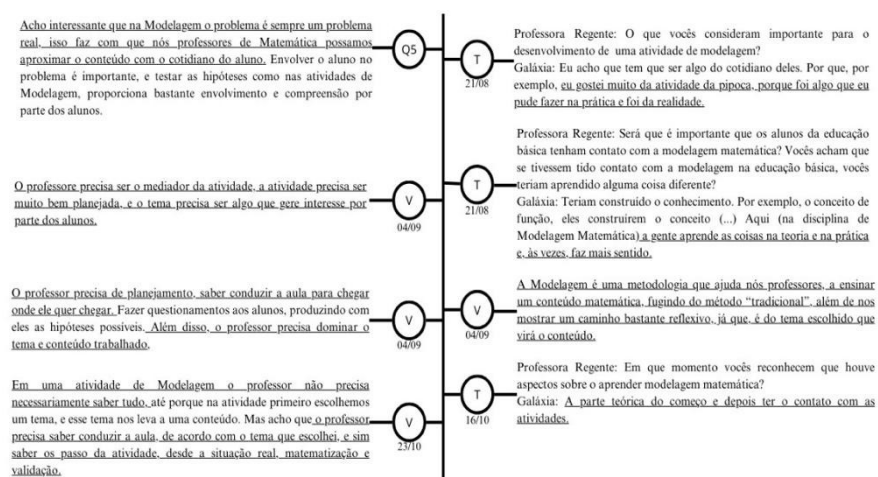 Acho interessante que na Modelagem o problema é sempre um problema
real, isso faz com que nós professores de Matemática possamos
aproximar o conteúdo com o cotidiano do aluno. Envolver o aluno no
problema é importante, e testar as hipóteses como nas atividades de
Modelagem, proporciona bastante envolvimento e compreensão por
parte dos alunos.
Q5
T
21/08
Professora Regente: O que vocês consideram importante para o
desenvolvimento de uma atividade de modelagem?
Galáxia: Eu acho que tem que ser algo do cotidiano deles. Por que, por
exemplo, eu gostei muito da atividade da pipoca, porque foi algo que eu
pude fazer na prática e foi da realidade.
T
21/08
Professora Regente: Será que é importante que os alunos da educação
básica tenham contato com a modelagem matemática? Vocês acham que
se tivessem tido contato com a modelagem na educação básica, vocês
teriam aprendido alguma coisa diferente?
Galáxia: Teriam construído o conhecimento. Por exemplo, o conceito de
função, eles construirem o conceito (...) Aqui (na disciplina de
Modelagem Matemática) a gente aprende as coisas na teoria e na prática
e, às vezes, faz mais sentido.
O professore precisa ser o mediador da atividade, a atividade precisa ser
muito bem planejada, e o tema precisa ser algo que gere interesse por
parte dos alunos.
V
04/09
O professor precisa de planejamento, saber conduzir a aula para chegar
onde ele quer chegar. Fazer questionamentos aos alunos, produzindo com
eles as hipóteses possíveis. Além disso, o professor precisa dominar o
tema e conteúdo trabalhado.
V
04/09
V
04/09
A Modelagem é uma metodologia que ajuda nós professores, a ensinar
um conteúdo matemática, fugindo do método "tradicional", além de nos
mostrar um caminho bastante reflexivo, já que, é do tema escolhido que
virá o conteúdo.
T
16/10
Professora Regente: Em que momento vocês reconhecem que houve
aspectos sobre o aprender modelagem matemática?
Galáxia: A parte teórica do começo e depois ter o contato com as
atividades.
Em uma atividade de Modelagem o professor não precisa
necessariamente saber tudo, até porque na atividade primeiro escolhemos
um tema, e esse tema nos leva a uma conteúdo. Mas acho que o professor
precisa saber conduzir a aula, de acordo com o tema que escolhei, e sim
saber os passo da atividade, desde a situação real, matematização e
validação.
V
23/10